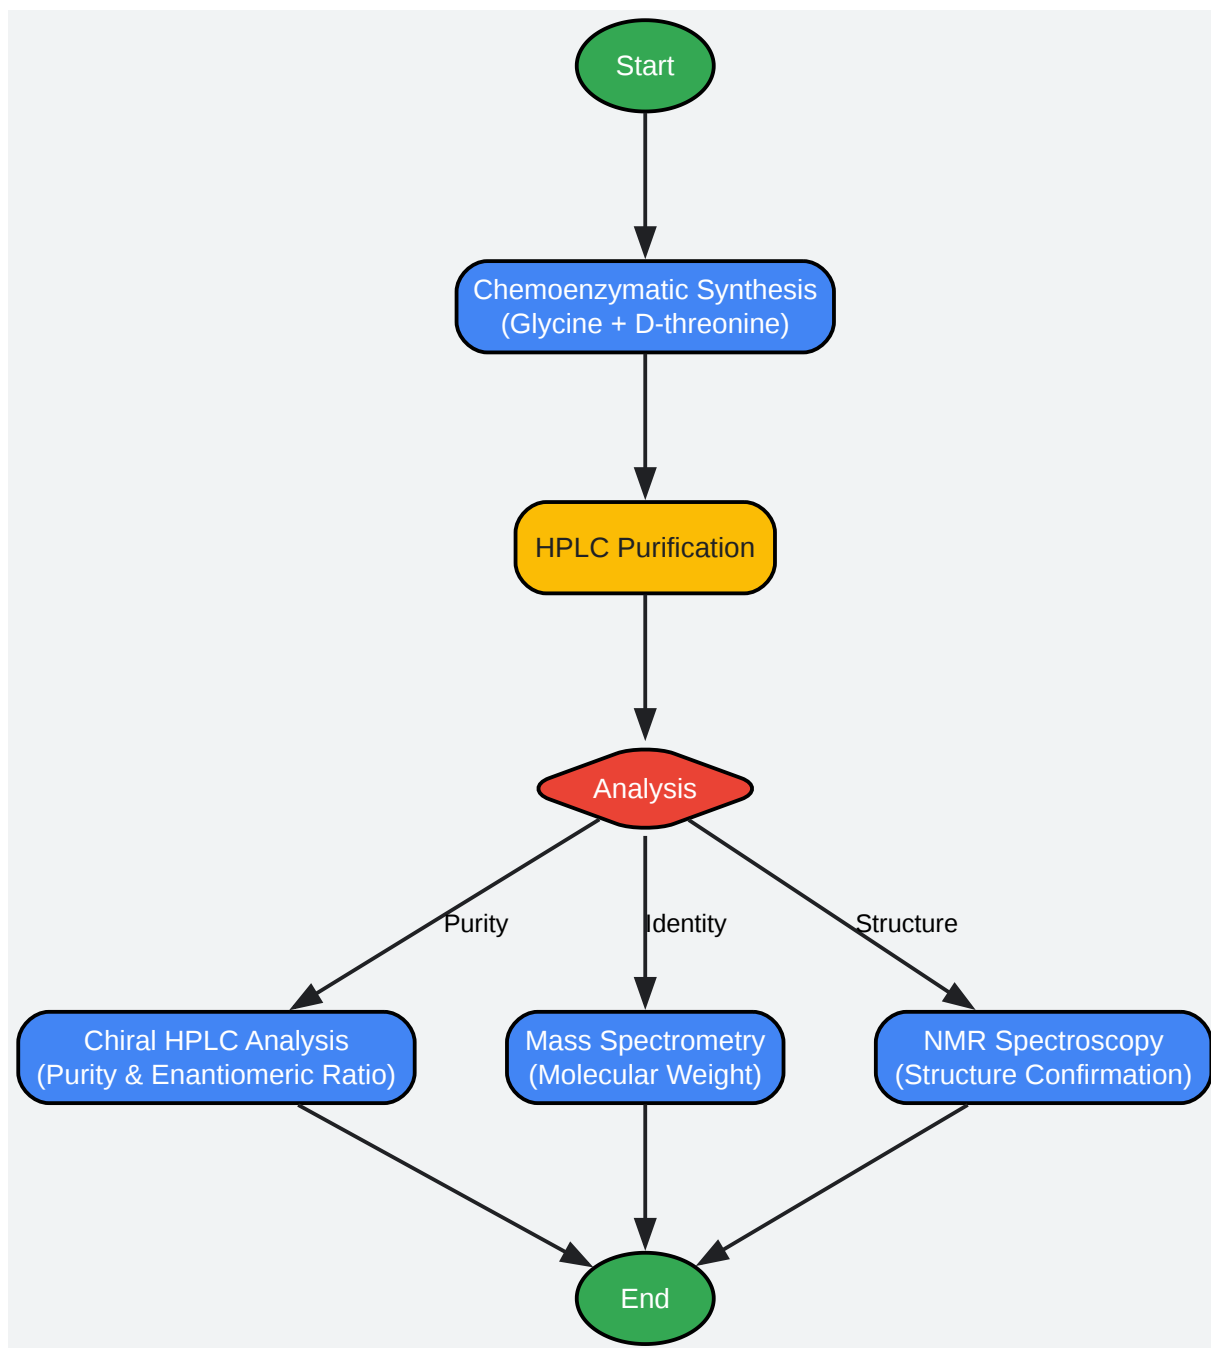 Start
Chemoenzymatic Synthesis
(Glycine + D-threonine)
HPLC Purification
Analysis
Purity
Identity
Structure
Chiral HPLC Analysis
(Purity & Enantiomeric Ratio)
Mass Spectrometry
(Molecular Weight)
NMR Spectroscopy
(Structure Confirmation)
End